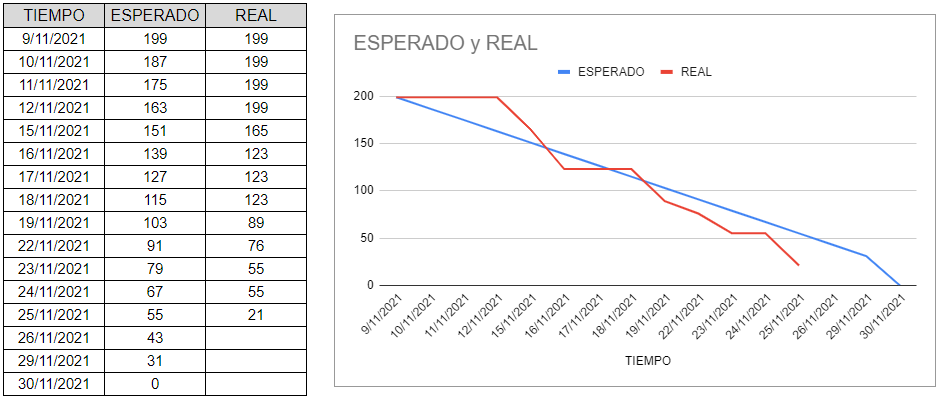 TIEMPO ESPERADO REAL
9/11/2021 199 199
10/11/2021 187 199
11/11/2021 175 199
12/11/2021 163 199
15/11/2021 151 165
16/11/2021 139 123
17/11/2021 127 123
18/11/2021 115 123
19/11/2021 103 89
22/11/2021 91 76
23/11/2021 79 55
24/11/2021 67 55
25/11/2021 55 21
26/11/2021 43
29/11/2021 31
30/11/2021 0
ESPERADO y REAL
ESPERADO REAL
200
150
100
50
0
9/11/2021 10/11/2021 11/11/2021 12/11/2021 15/11/2021 16/11/2021 17/11/2021 18/11/2021 19/11/2021 22/11/2021 23/11/2021 24/11/2021 25/11/2021 26/11/2021 29/11/2021 30/11/2021
TIEMPO